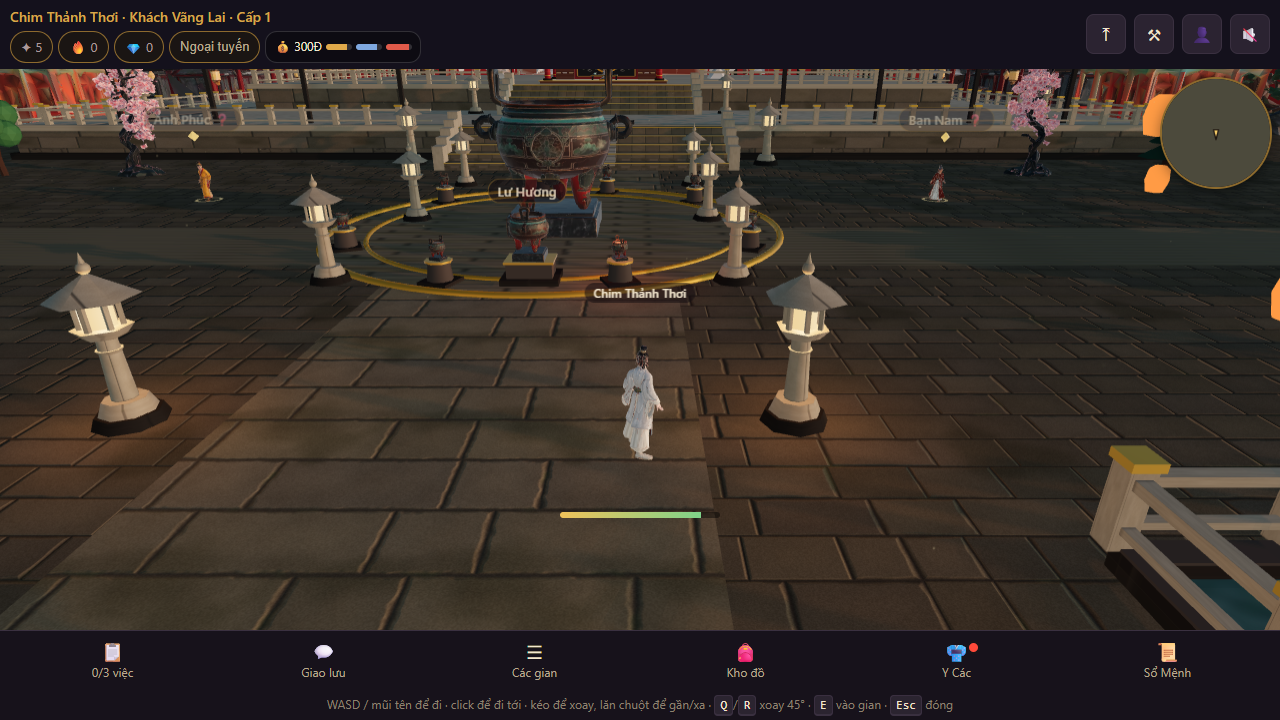 Chim Thảnh Thơi · Khách Vãng Lai · Cấp 1
5
0
0
Ngoại tuyến
300Đ
Anh Phúc
Bạn Nam
Lư Hương
Chim Thảnh Thơi
0/3 việc
Giao lưu
Các gian
Kho đồ
Y Các
Sổ Mệnh
WASD / mũi tên để đi · click để đi tới · kéo để xoay, lăn chuột để gần/xa · Q / R xoay 45° · E vào gian · Esc đóng